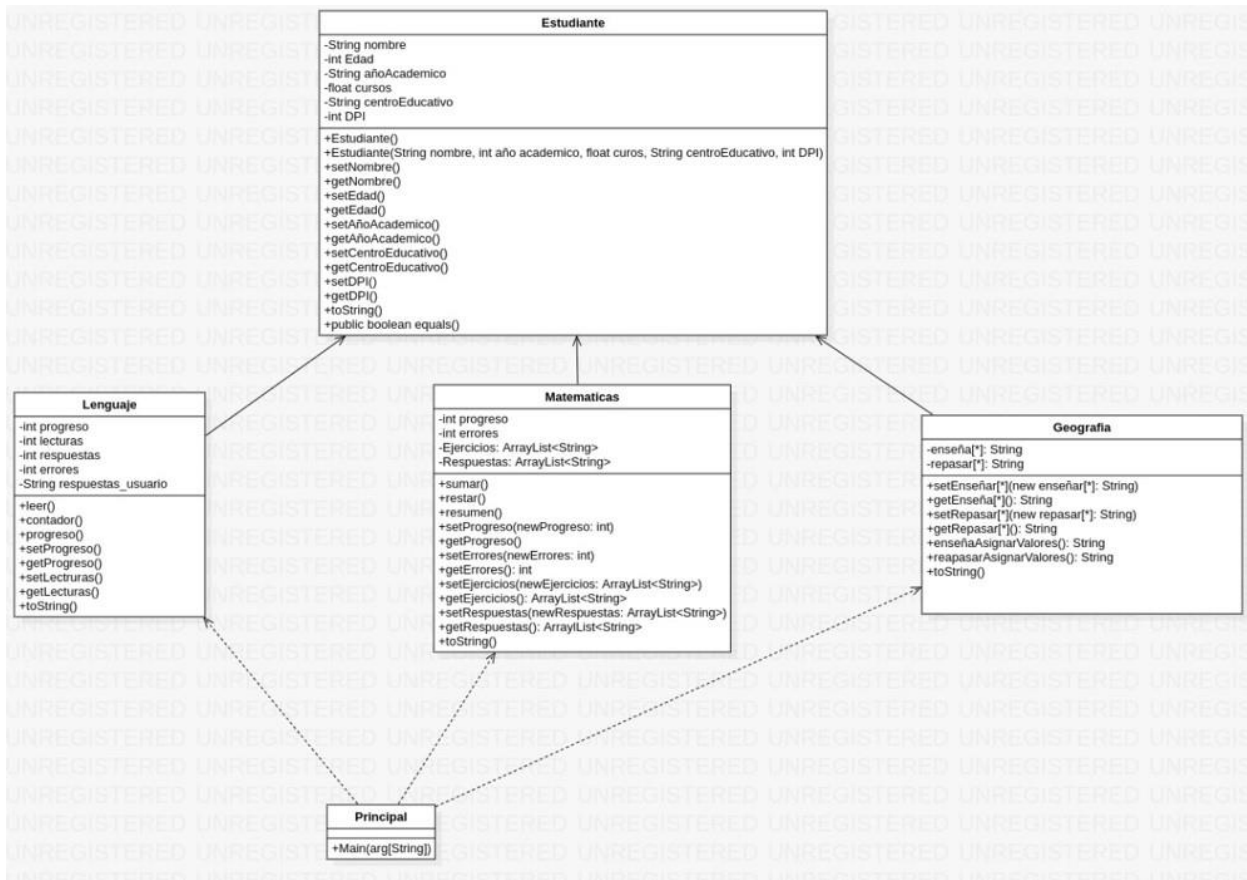 Estudiante
-String nombre
-int Edad
-String añoAcademico
-float cursos
-String centroEducativo
-int DPI
+Estudiante()
+Estudiante(String nombre, int año academico, float curos, String centroEducativo, int DPI)
+setNombre()
+getNombre()
+setEdad()
+getEdad()
+setAñoAcademico()
+getAñoAcademico()
+setCentroEducativo()
+getCentroEducativo()
+setDPI()
+getDPI()
+toString()
+public boolean equals()
Lenguaje
-int progreso
-int lecturas
-int respuestas
-int errores
-String respuestas_usuario
+leer()
+contador()
+progreso()
+setProgreso()
+getProgreso()
+setLectruras()
+getLecturas()
+toString()
Matematicas
-int progreso
-int errores
-Ejercicios: ArrayList<String>
-Respuestas: ArrayList<String>
+sumar()
+restar()
+resumen()
+setProgreso(newProgreso: int)
+getProgreso()
+setErrores(newErrores: int)
+getErrores(): int
+setEjercicios(newEjercicios: ArrayList<String>)
+getEjercicios(): ArrayList<String>
+setRespuestas(newRespuestas: ArrayList<String>)
+getRespuestas(): ArraylList<String>
+toString()
Geografia
-enseña[*]: String
-repasar[*]: String
+setEnseñar[*](new enseñar[*]: String)
+getEnseña[*](): String
+setRepasar[*](new repasar[*]: String)
+getRepasar[*](): String
+enseñaAsignarValores(): String
+reapasarAsignarValores(): String
+toString()
Principal
+Main(arg[String])